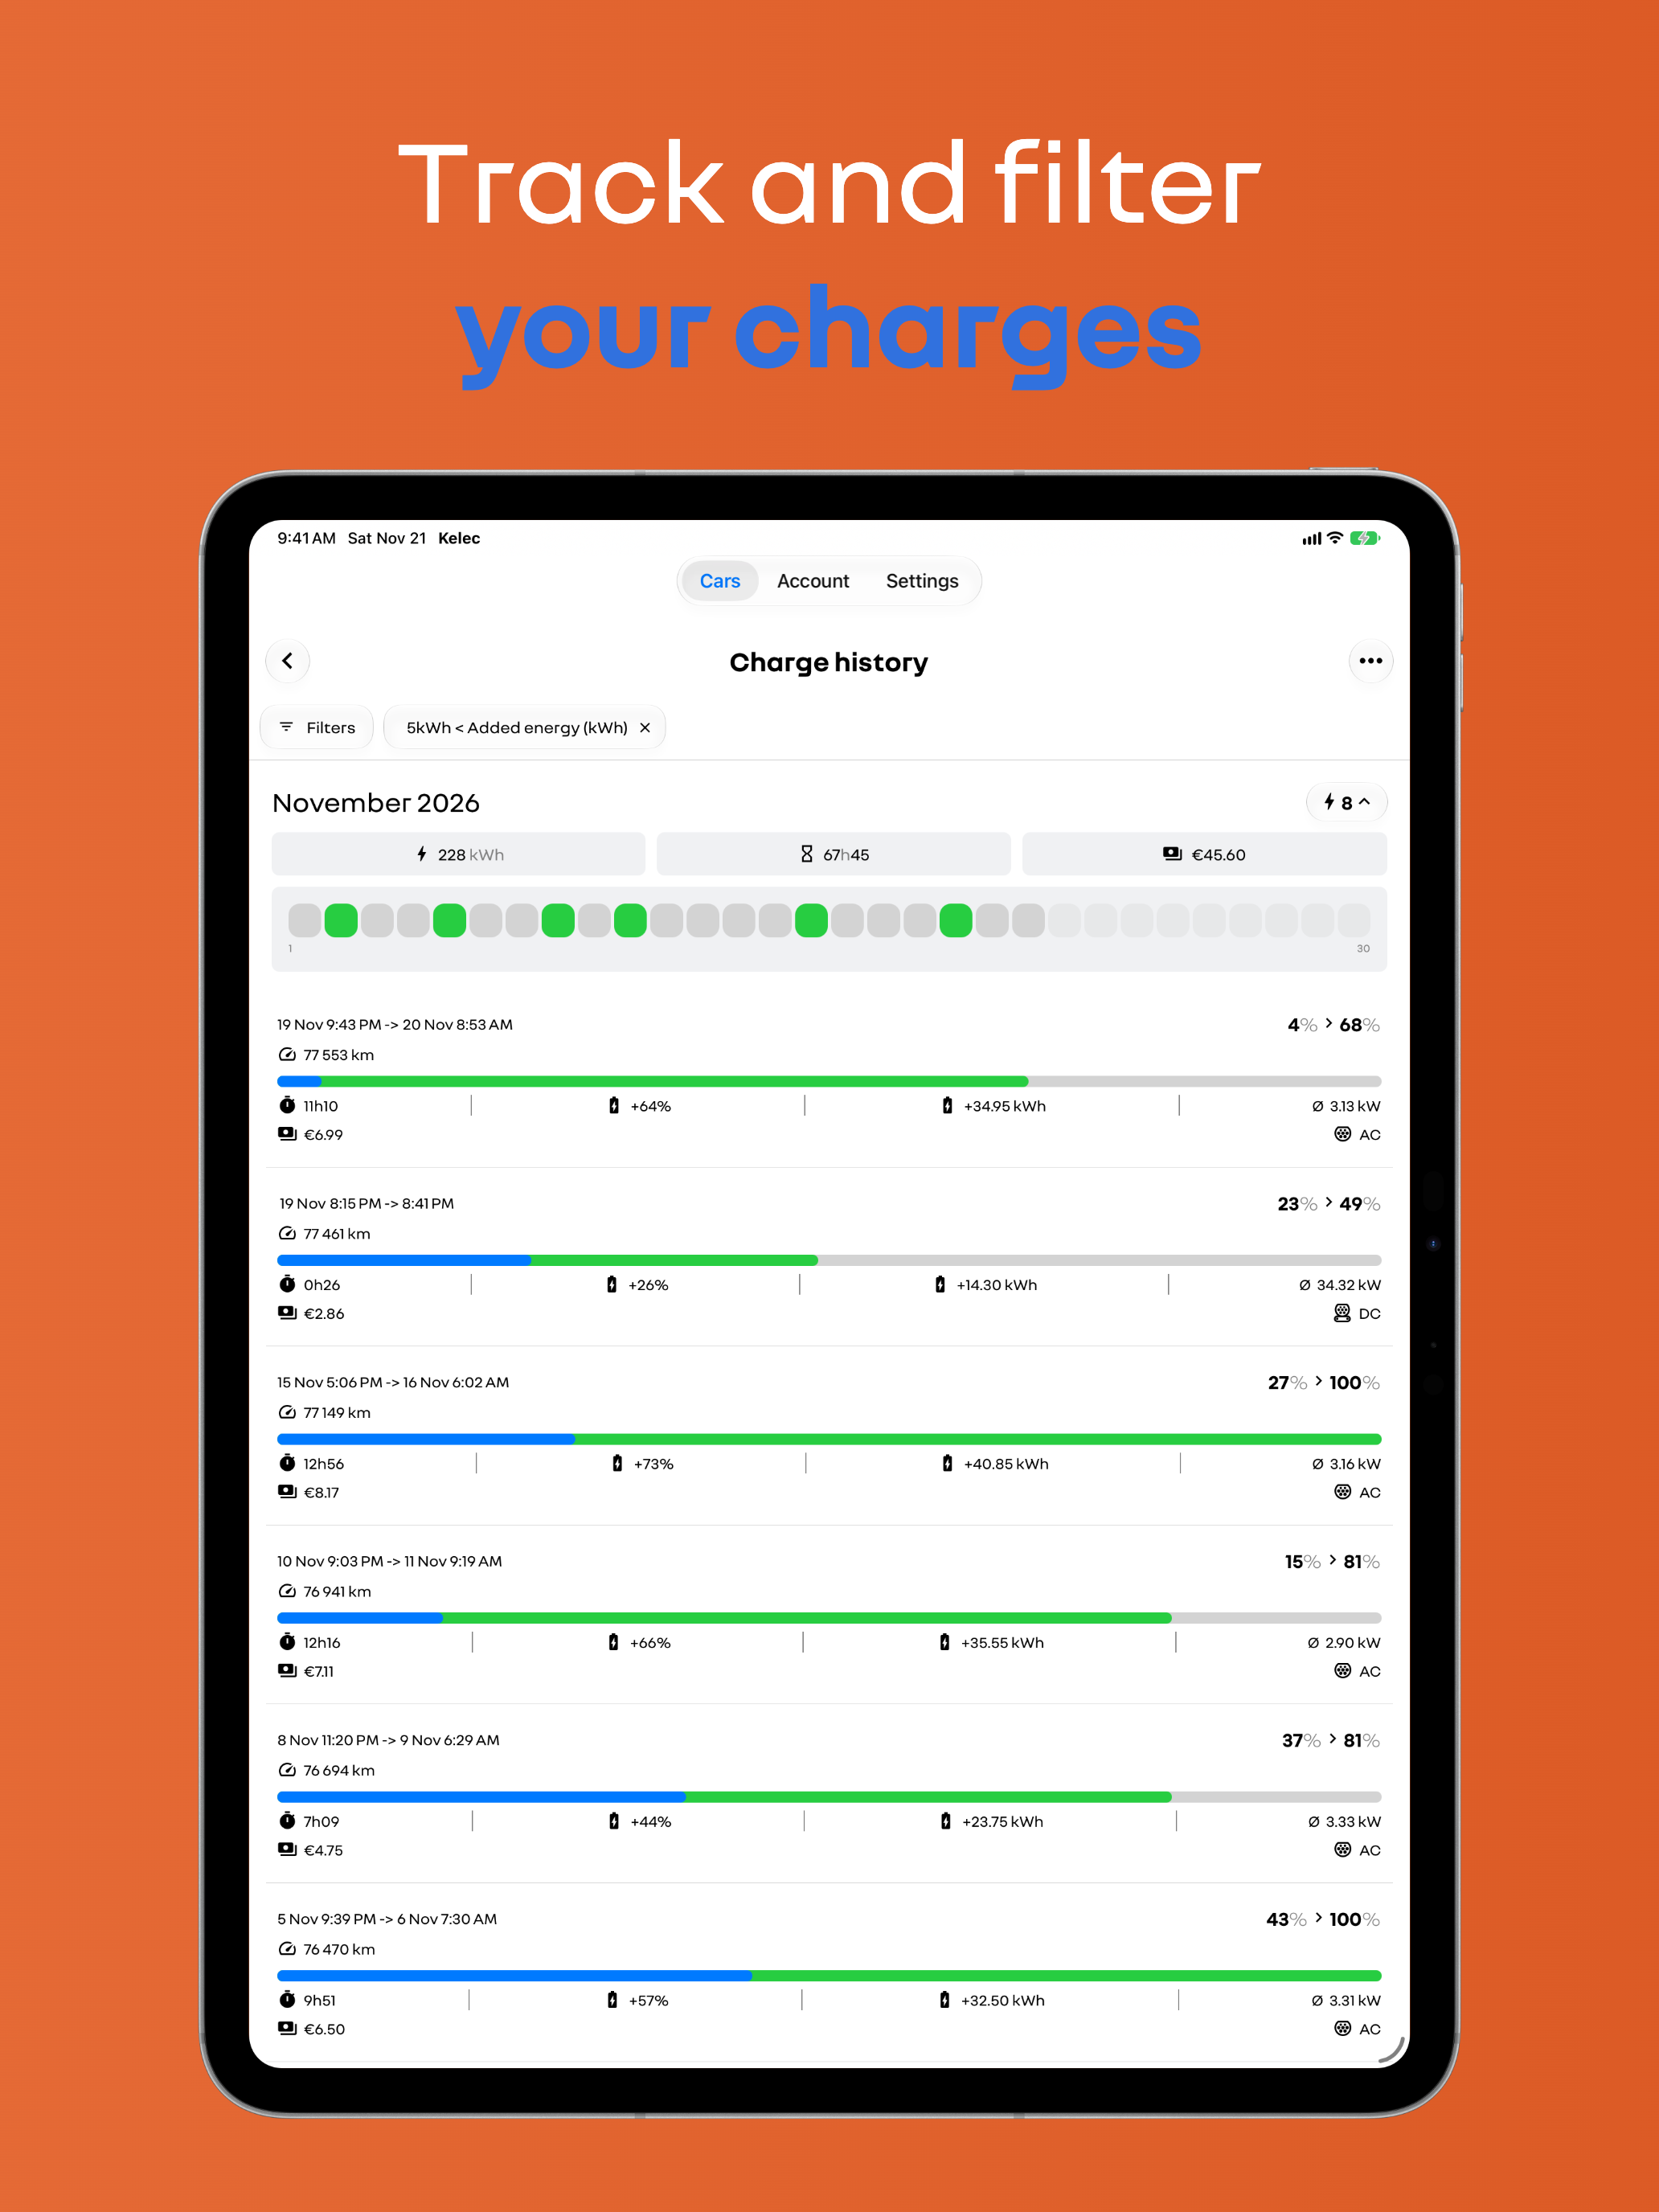 Track and filter
your charges
9:41 AM Sat Nov 21 Kelec
Cars Account Settings
Charge history
Filters 5kWh < Added energy (kWh) ×
November 2026 8
228 kWh 67h45 €45.60
1 30
19 Nov 9:43 PM -> 20 Nov 8:53 AM 4% > 68%
77 553 km
11h10 +64% +34.95 kWh Ø 3.13 kW
€6.99 AC
19 Nov 8:15 PM -> 8:41 PM 23% > 49%
77 461 km
0h26 +26% +14.30 kWh Ø 34.32 kW
€2.86 DC
15 Nov 5:06 PM -> 16 Nov 6:02 AM 27% > 100%
77 149 km
12h56 +73% +40.85 kWh Ø 3.16 kW
€8.17 AC
10 Nov 9:03 PM -> 11 Nov 9:19 AM 15% > 81%
76 941 km
12h16 +66% +35.55 kWh Ø 2.90 kW
€7.11 AC
8 Nov 11:20 PM -> 9 Nov 6:29 AM 37% > 81%
76 694 km
7h09 +44% +23.75 kWh Ø 3.33 kW
€4.75 AC
5 Nov 9:39 PM -> 6 Nov 7:30 AM 43% > 100%
76 470 km
9h51 +57% +32.50 kWh Ø 3.31 kW
€6.50 AC